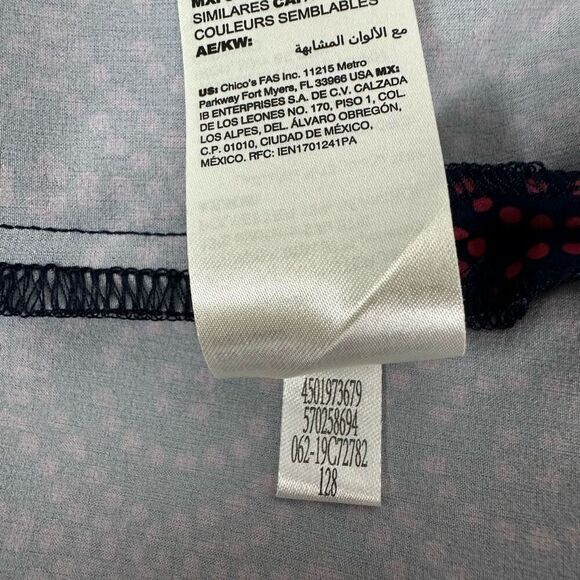 SIMILARES
COULEURS SEMBLABLES
AE/KW:
مع الألوان المشابهة
US: Chico's FAS Inc. 11215 Metro
Parkway Fort Myers, FL 33966 USA MX:
IB ENTERPRISES S.A. DE C.V. CALZADA
DE LOS LEONES NO. 170, PISO 1, COL.
LOS ALPES, DEL. ÁLVARO OBREGÓN,
C.P. 01010, CIUDAD DE MÉXICO,
MÉXICO. RFC: IEN1701241PA
4501973679
570258694
062-19C72782
128